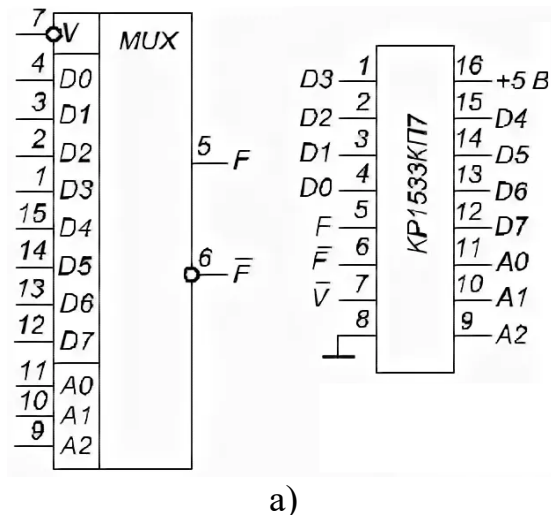 7 V MUX
4 D0
3 D1
2 D2
1 D3
15 D4
14 D5
13 D6
12 D7
11 A0
10 A1
9 A2
5 F
6 F̅
КР1533КП7
D3 1
D2 2
D1 3
D0 4
F 5
F̅ 6
V̅ 7
8
16 +5 В
15 D4
14 D5
13 D6
12 D7
11 A0
10 A1
9 A2
а)